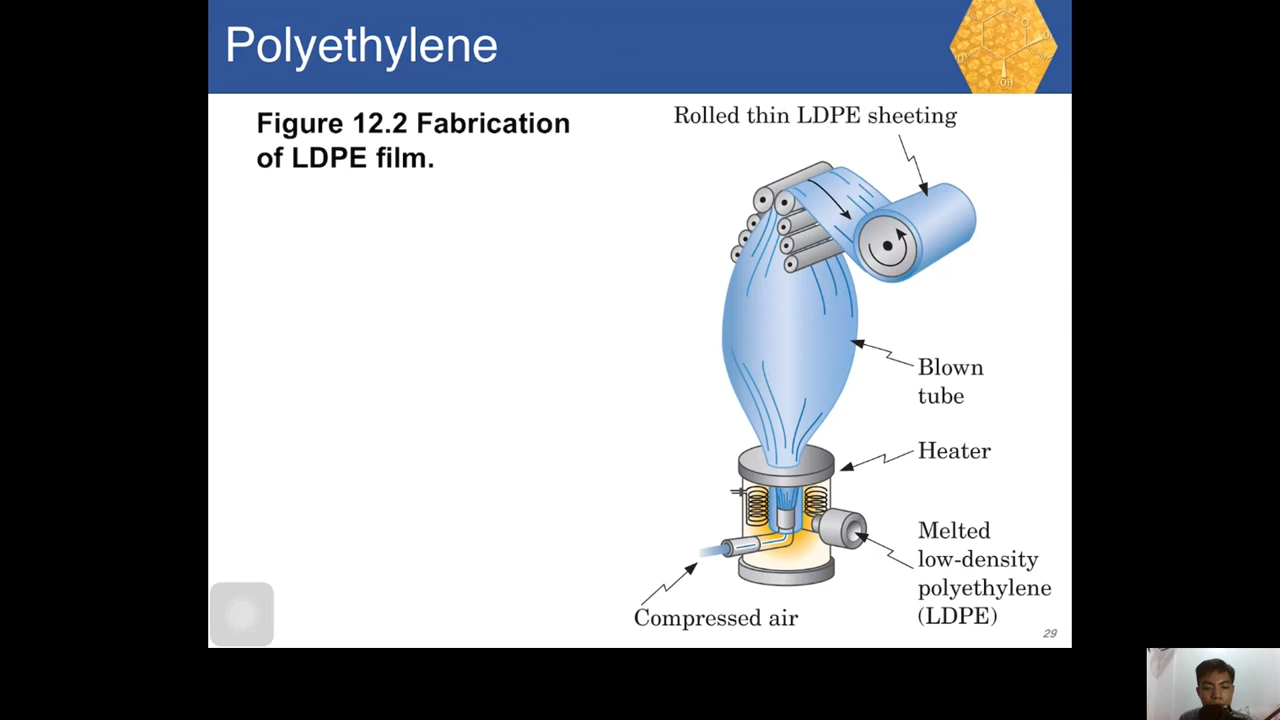 Polyethylene
Figure 12.2 Fabrication
of LDPE film.
Rolled thin LDPE sheeting
Blown
tube
Heater
Melted
low-density
polyethylene
(LDPE)
Compressed air
29
O
O
O
OH